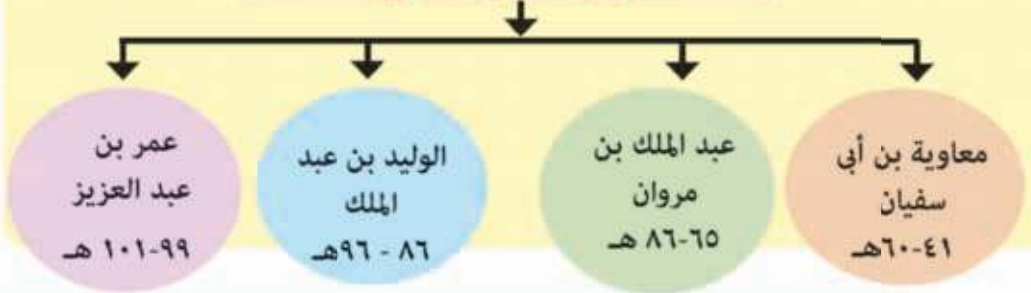 معاوية بن أبى
سفيان
٤١-٦٠هـ
عبد الملك بن
مروان
٦٥-٨٦ هـ
الوليد بن عبد
الملك
٨٦ - ٩٦هـ
عمر بن
عبد العزيز
٩٩-١٠١ هـ